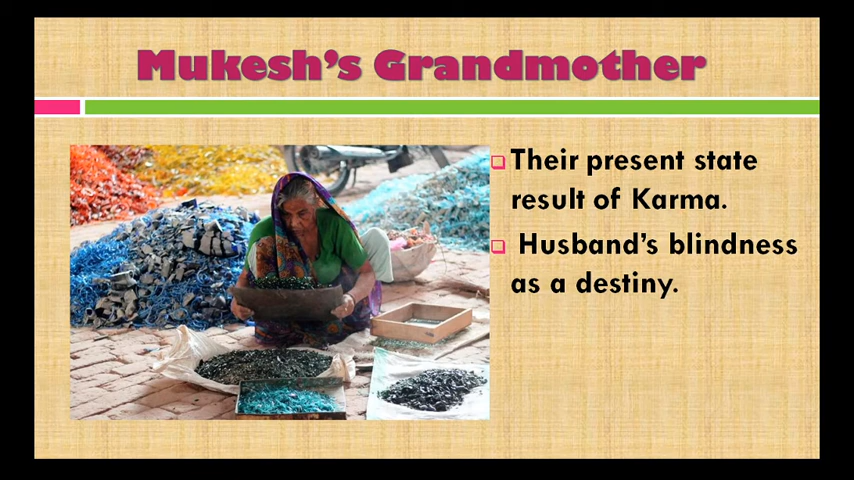 Mukesh's Grandmother
Their present state
result of Karma.
Husband's blindness
as a destiny.